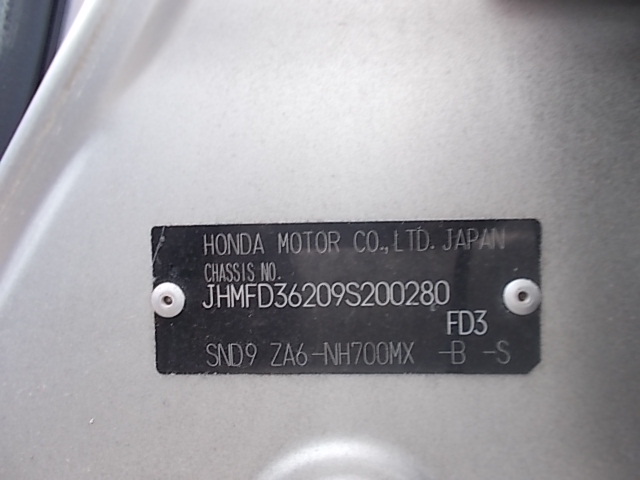 HONDA MOTOR CO.,LTD.JAPAN
CHASSIS NO.
JHMFD36209S200280
FD3
SND9 ZA6-NH700MX -B -S